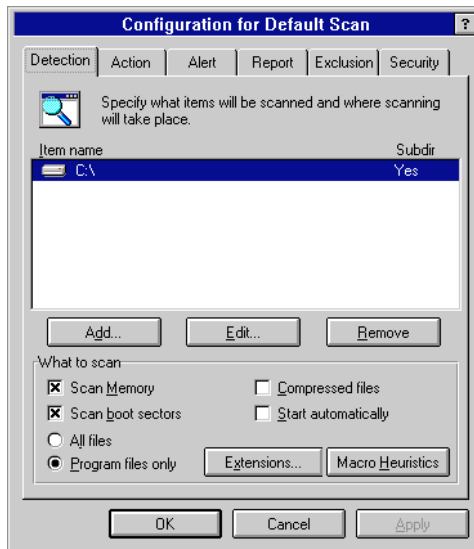 Configuration for Default Scan ?
Detection Action Alert Report Exclusion Security
Specify what items will be scanned and where scanning
will take place.
Item name Subdir
C:\ Yes
Add... Edit... Remove
What to scan
Scan Memory Compressed files
Scan boot sectors Start automatically
All files
Program files only Extensions... Macro Heuristics
OK Cancel Apply